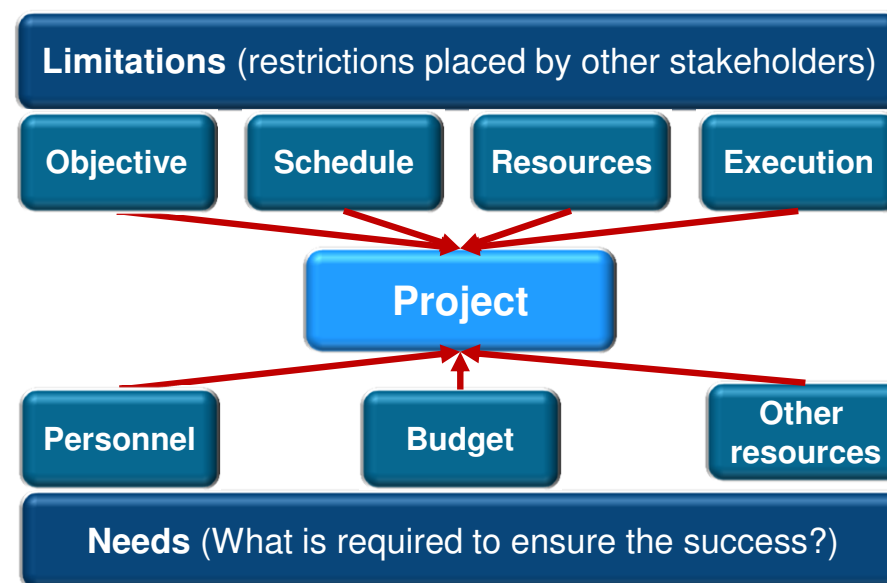 Limitations (restrictions placed by other stakeholders)
Objective
Schedule
Resources
Execution
Project
Personnel
Budget
Other
resources
Needs (What is required to ensure the success?)